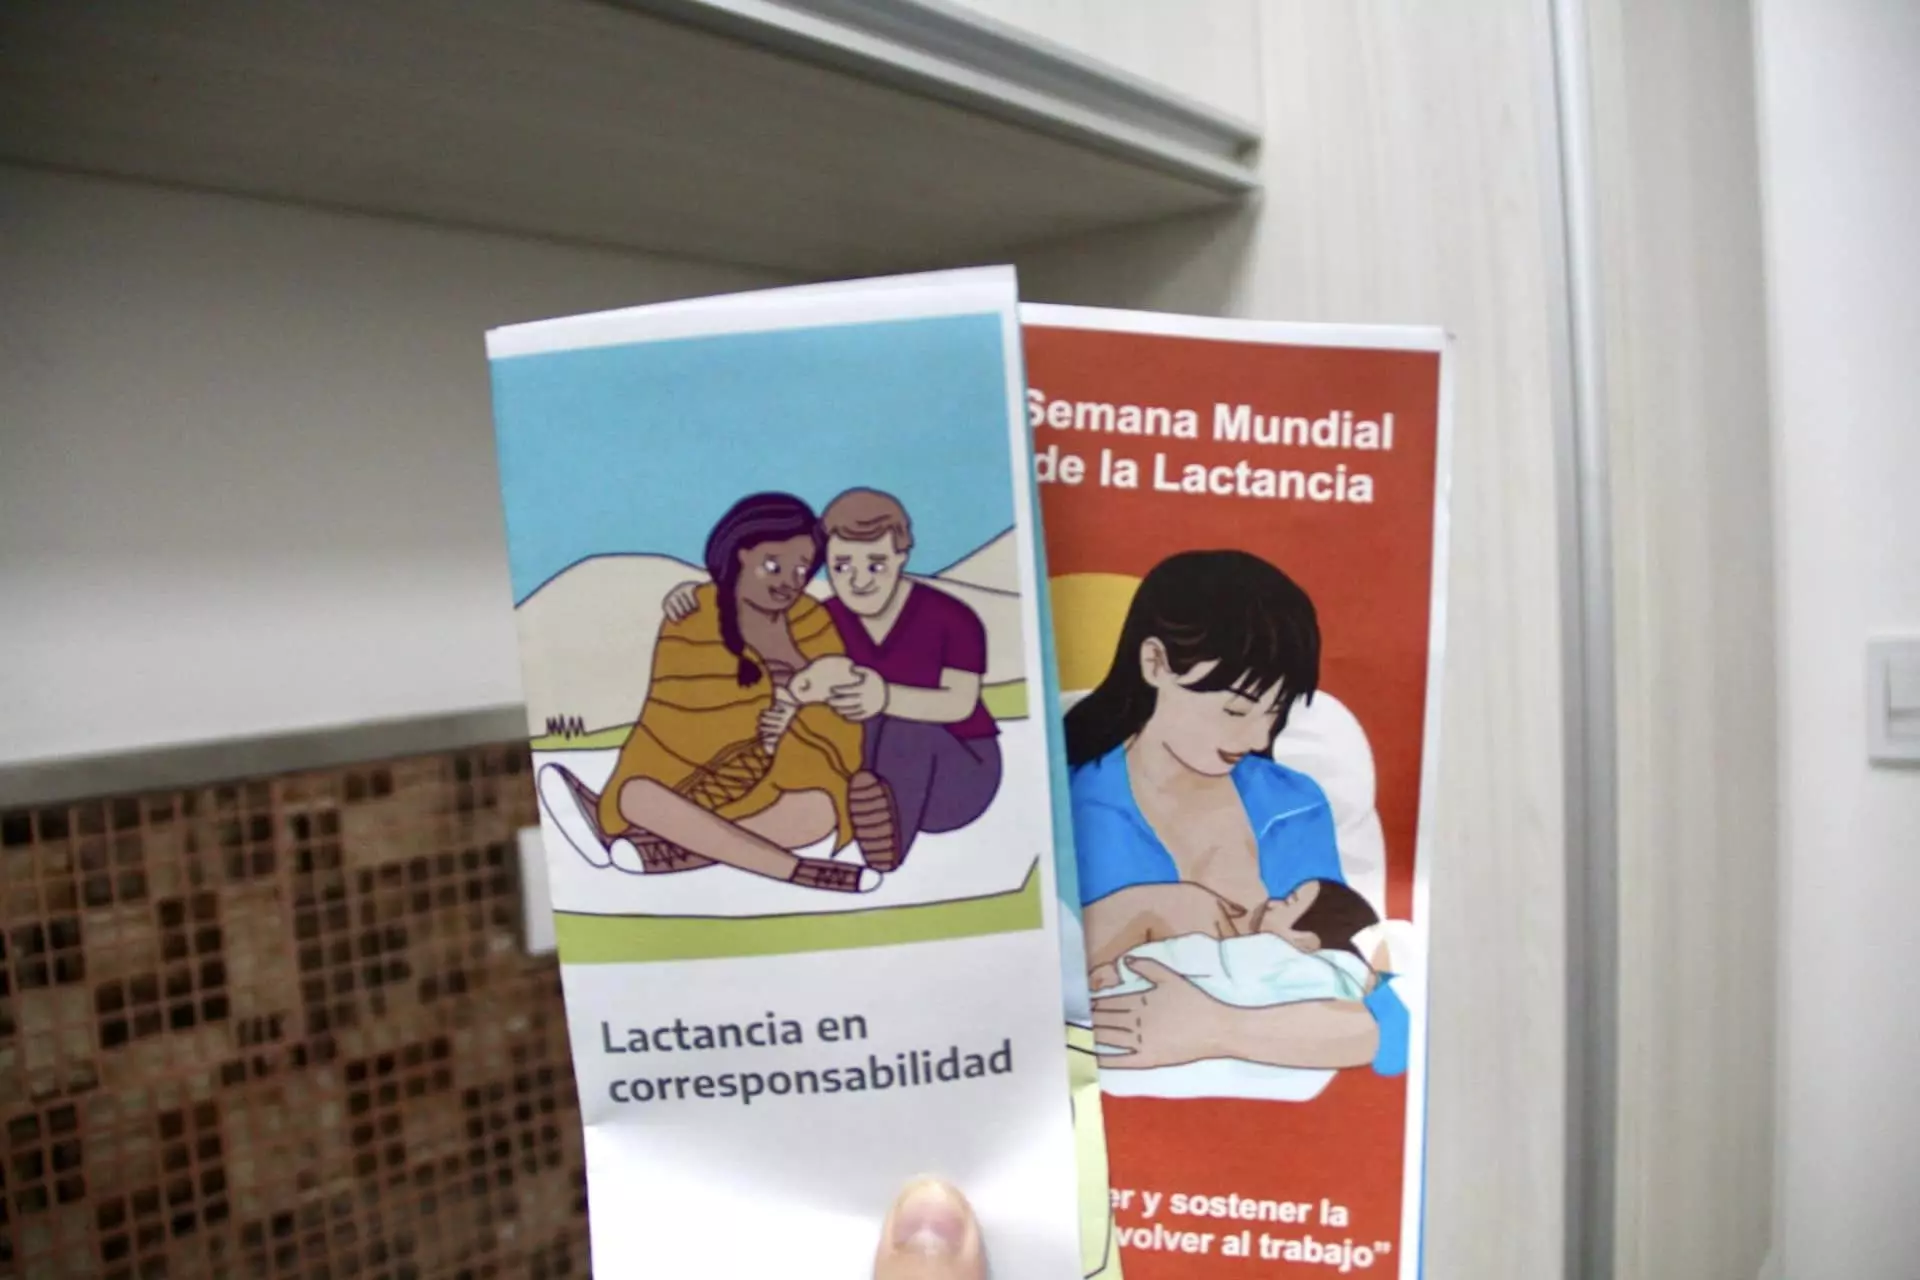 Semana Mundial
de la Lactancia
Lactancia en
corresponsabilidad
y sostener la
volver al trabajo”